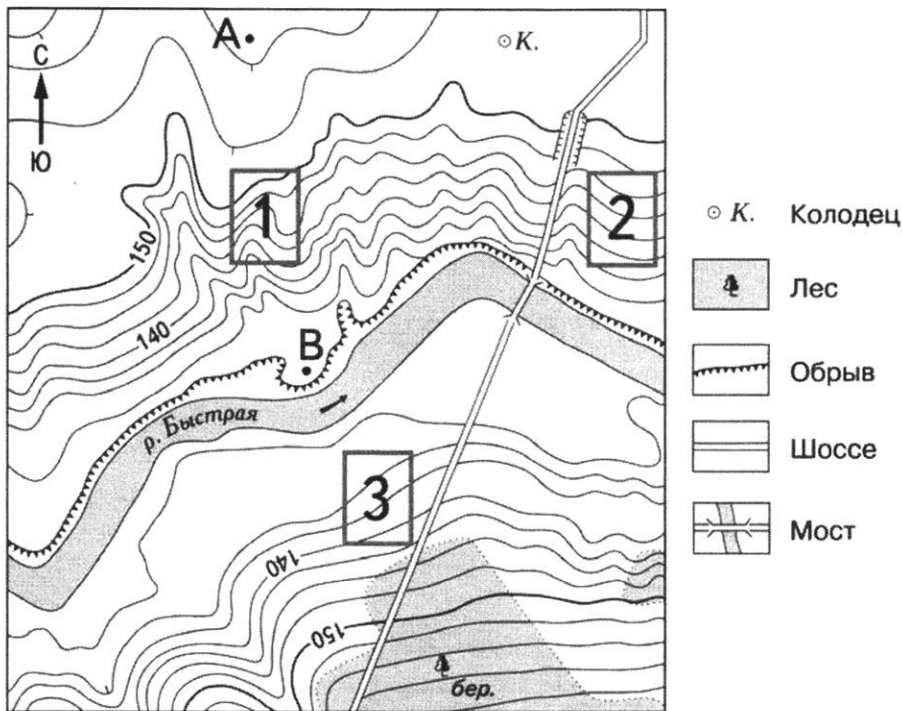 А
К.
С
Ю
1
2
150
140
В
р. Быстрая
3
140
150
бер.
К. Колодец
Лес
Обрыв
Шоссе
Мост